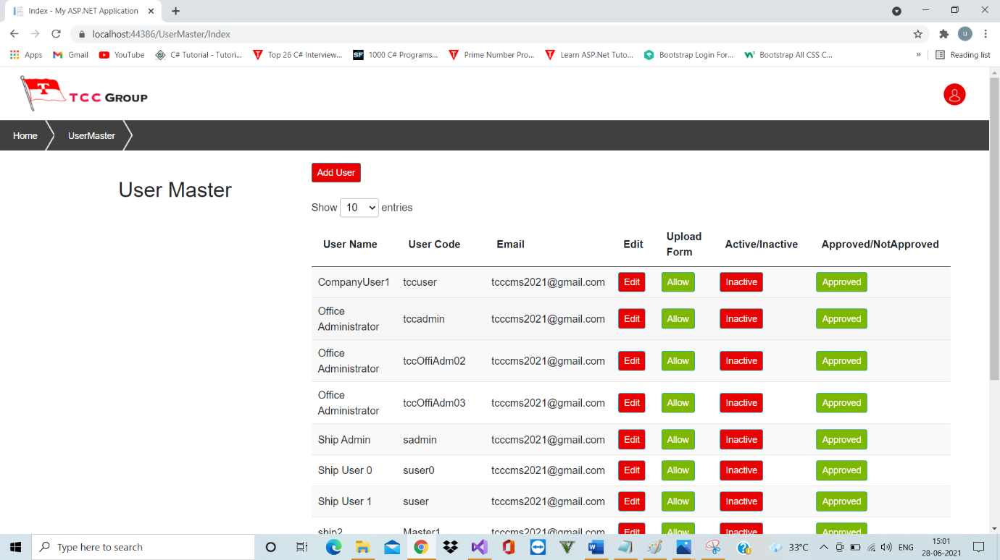 Index - My ASP.NET Application
localhost:44386/UserMaster/Index
U
Apps Gmail YouTube C# Tutorial - Tutori... Top 26 C# Interview... SF 1000 C# Programs... Prime Number Pro... Learn ASP.Net Tuto... Bootstrap Login For... Bootstrap All CSS C... » Reading list
T TCC GROUP
Home UserMaster
Add User
User Master
Show 10 entries
User Name User Code Email Edit Upload Form Active/Inactive Approved/NotApproved
CompanyUser1 tccuser tcccms2021@gmail.com Edit Allow Inactive Approved
Office Administrator tccadmin tcccms2021@gmail.com Edit Allow Inactive Approved
Office Administrator tccOffiAdm02 tcccms2021@gmail.com Edit Allow Inactive Approved
Office Administrator tccOffiAdm03 tcccms2021@gmail.com Edit Allow Inactive Approved
Ship Admin sadmin tcccms2021@gmail.com Edit Allow Inactive Approved
Ship User 0 suser0 tcccms2021@gmail.com Edit Allow Inactive Approved
Ship User 1 suser tcccms2021@gmail.com Edit Allow Inactive Approved
ship2 Master1 tcccms2021@gmail.com Edit Allow Inactive Approved
Type here to search 33°C ENG 15:01
28-06-2021